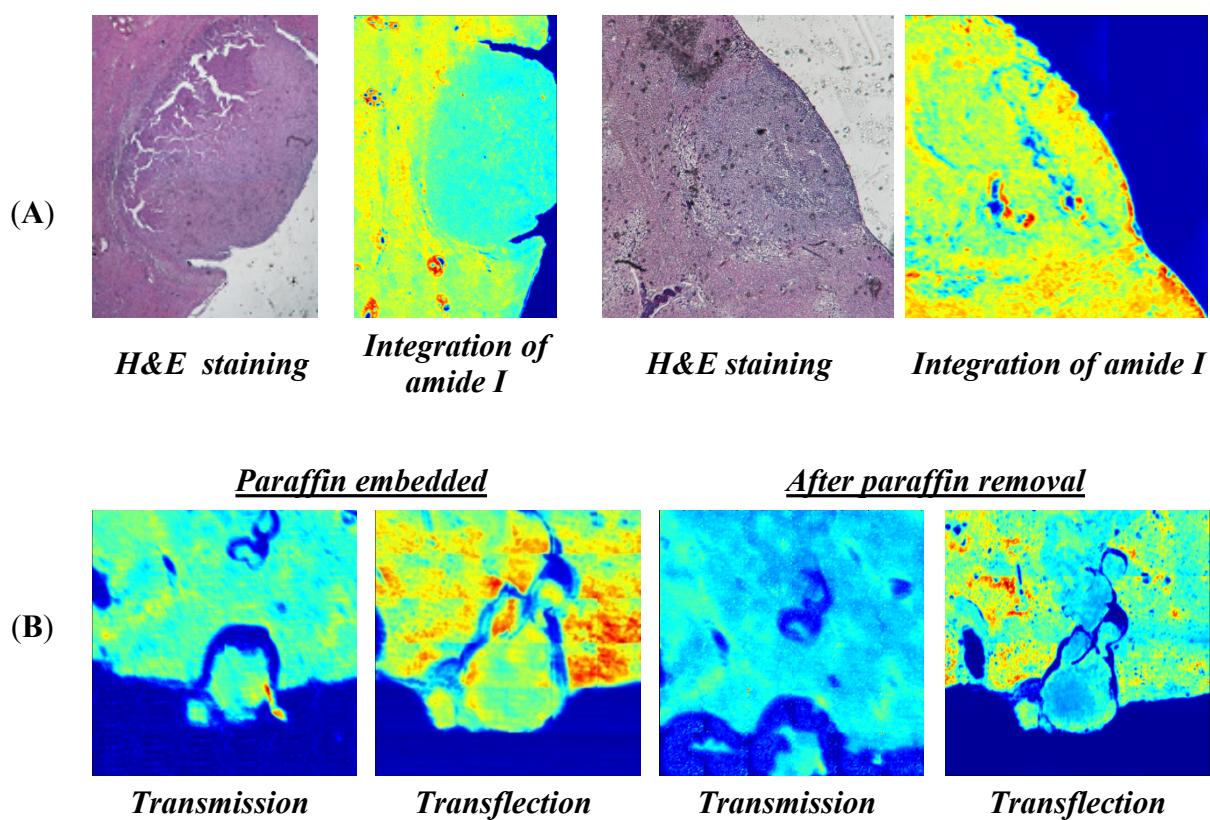 (A)
H&E staining
Integration of
amide I
H&E staining
Integration of amide I
Paraffin embedded
After paraffin removal
(B)
Transmission
Transflection
Transmission
Transflection